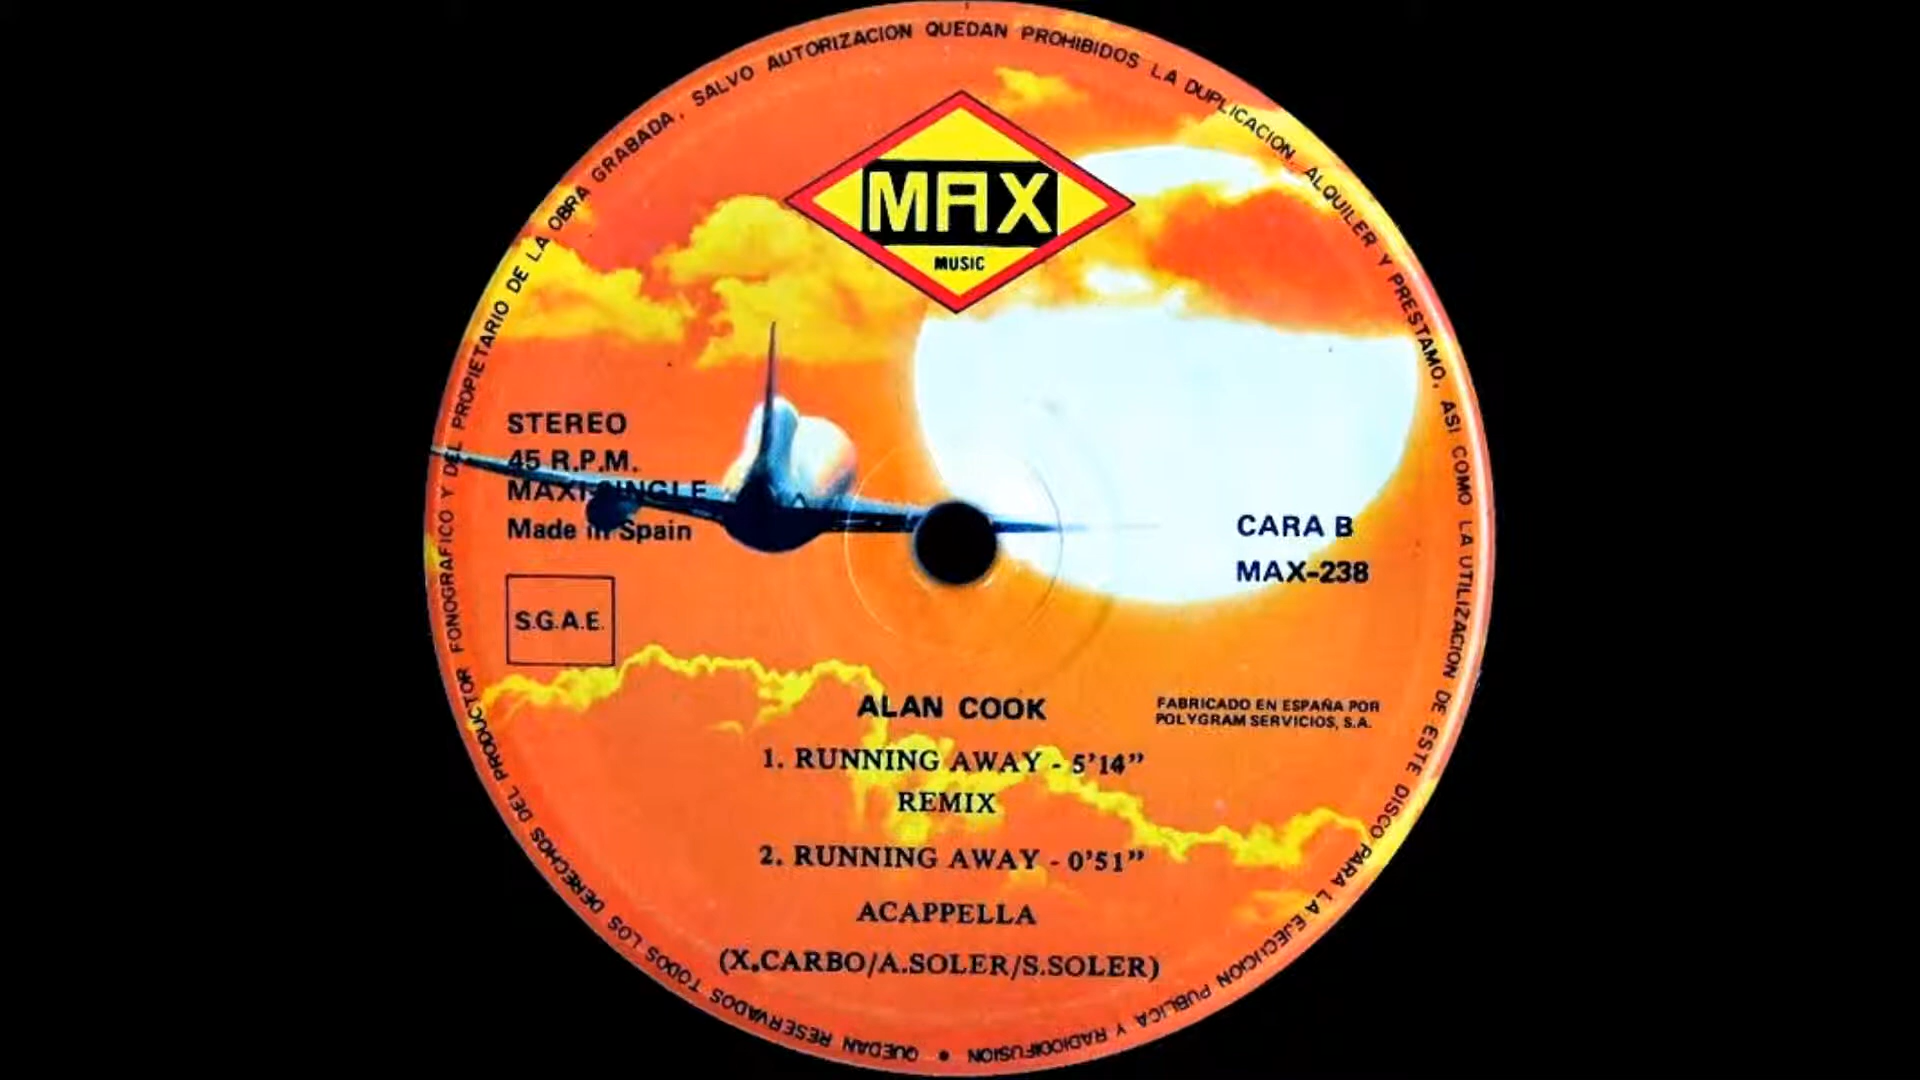 QUEDAN RESERVADOS TODOS LOS DERECHOS DEL PRODUCTOR FONOGRAFICO Y DEL PROPIETARIO DE LA OBRA GRABADA. SALVO AUTORIZACION QUEDAN PROHIBIDOS LA DUPLICACION, ALQUILER Y PRESTAMO, ASI COMO LA UTILIZACION DE ESTE DISCO PARA LA EJECUCION PUBLICA Y RADIODIFUSION •
MAX
MUSIC
STEREO
45 R.P.M.
MAXI-SINGLE
Made in Spain
S.G.A.E.
CARA B
MAX-238
ALAN COOK
FABRICADO EN ESPAÑA POR
POLYGRAM SERVICIOS, S.A.
1. RUNNING AWAY - 5'14"
REMIX
2. RUNNING AWAY - 0'51"
ACAPPELLA
(X.CARBO/A.SOLER/S.SOLER)